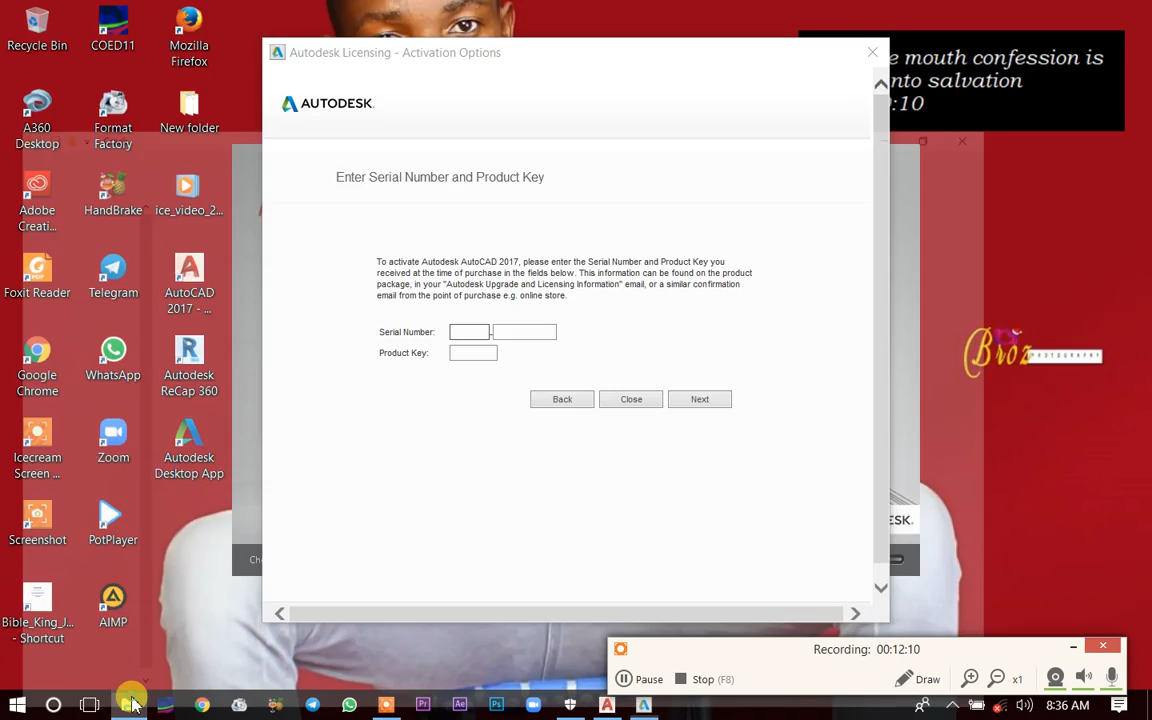 Recycle Bin
COED11
Mozilla
Firefox
A360
Desktop
Format
Factory
New folder
Adobe
Creati...
HandBrake
ice_video_2...
Foxit Reader
Telegram
AutoCAD
2017 - ...
Google
Chrome
WhatsApp
Autodesk
ReCap 360
Icecream
Screen ...
Zoom
Autodesk
Desktop App
Screenshot
PotPlayer
Bible_King_J...
- Shortcut
AIMP
Autodesk Licensing - Activation Options
AUTODESK.
Enter Serial Number and Product Key
To activate Autodesk AutoCAD 2017, please enter the Serial Number and Product Key you
received at the time of purchase in the fields below. This information can be found on the product
package, in your "Autodesk Upgrade and Licensing Information" email, or a similar confirmation
email from the point of purchase e.g. online store.
Serial Number:
Product Key:
Back
Close
Next
mouth confession is
nto salvation
:10
Broz
PHOTOGRAPHY
ESK.
Recording: 00:12:10
Pause
Stop (F8)
Draw
x1
Pr
Ae
Ps
8:36 AM